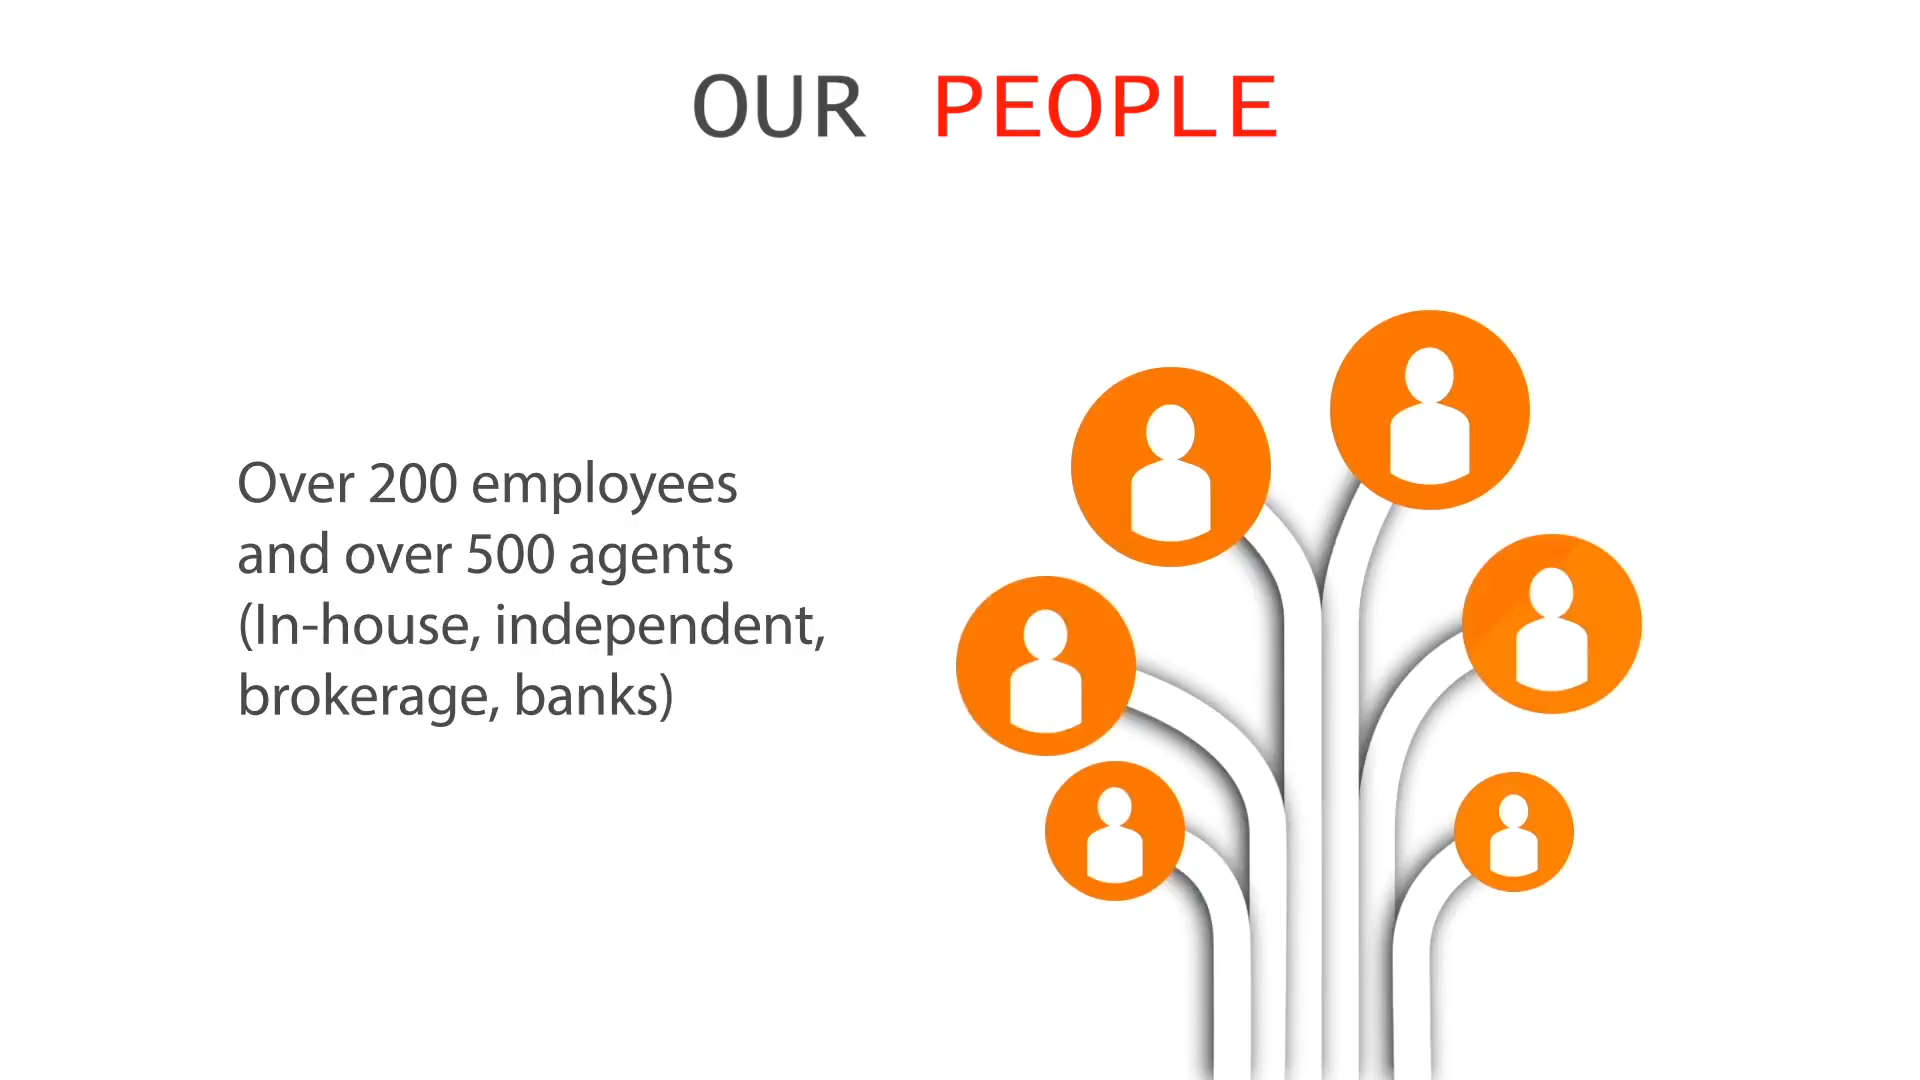 OUR PEOPLE
Over 200 employees
and over 500 agents
(In-house, independent,
brokerage, banks)